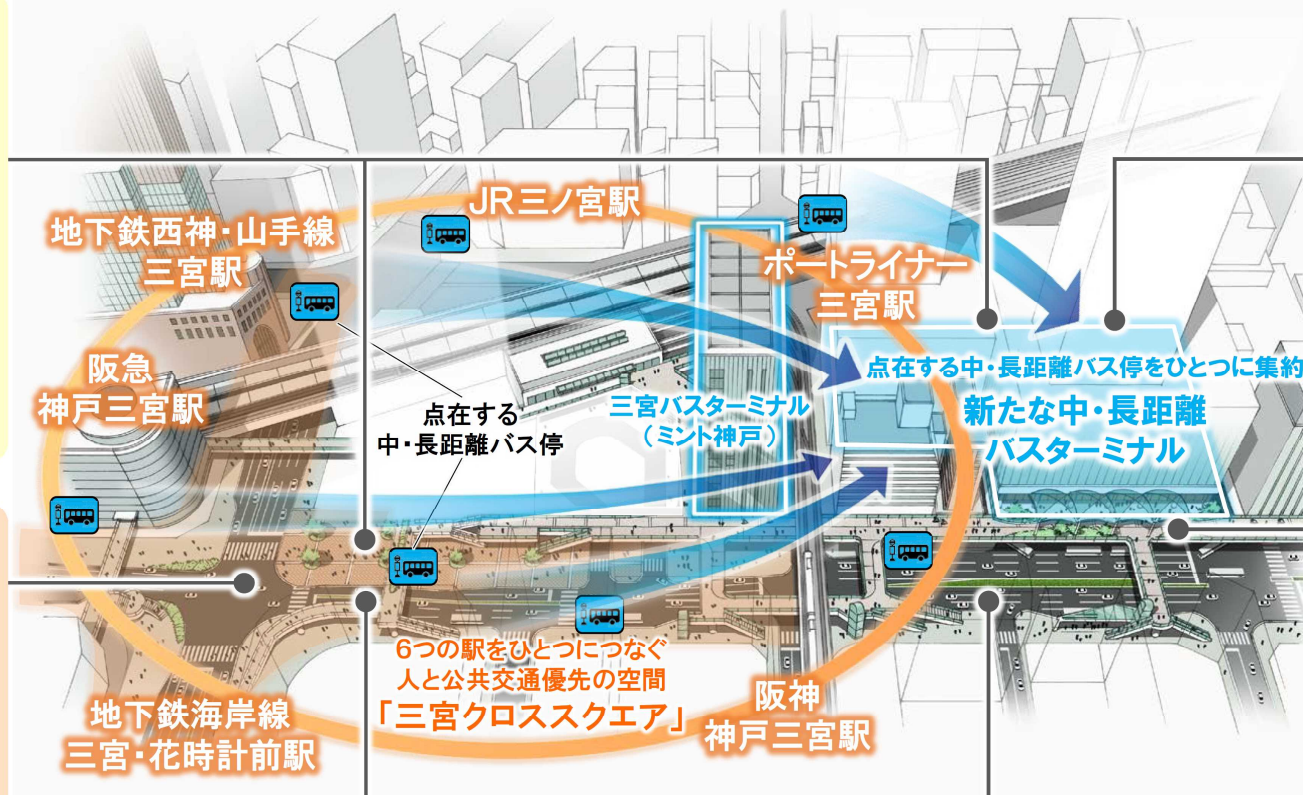 JR三ノ宮駅
地下鉄西神・山手線
三宮駅
ポートライナー
三宮駅
阪急
神戸三宮駅
点在する
中・長距離バス停
三宮バスターミナル
（ミント神戸）
点在する中・長距離バス停をひとつに集約
新たな中・長距離
バスターミナル
6つの駅をひとつにつなぐ
人と公共交通優先の空間
「三宮クロススクエア」
地下鉄海岸線
三宮・花時計前駅
阪神
神戸三宮駅